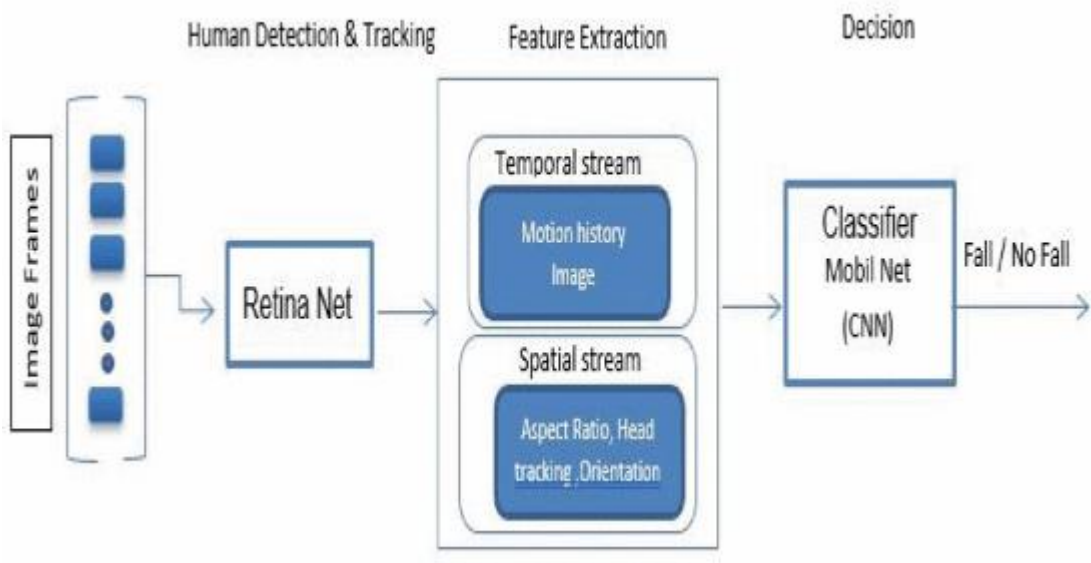 Human Detection & Tracking
Feature Extraction
Decision
Image Frames
Retina Net
Temporal stream
Motion history
Image
Spatial stream
Aspect Ratio, Head
tracking ,Orientation
Classifier
Mobil Net
(CNN)
Fall / No Fall